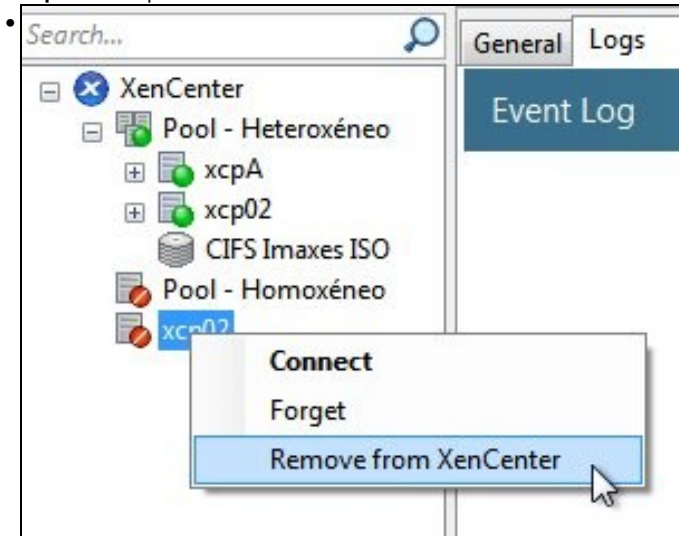 Search...
General
Logs
XenCenter
Event Log
Pool - Heteroxéneo
xcpA
xcp02
CIFS Imaxes ISO
Pool - Homoxéneo
xcp02
Connect
Forget
Remove from XenCenter